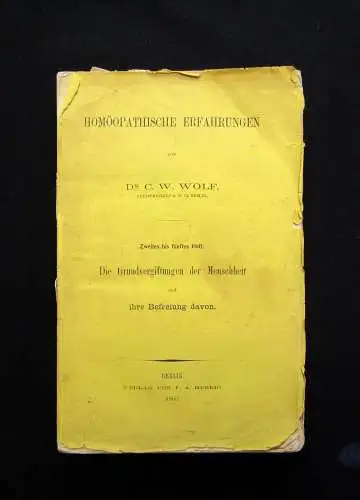 HOMÖOPATHISCHE ERFAHRUNGEN
von
DR C. W. WOLF,
Zweites bis fünftes Heft:
Die Grundvergiftungen der Menschheit
und
ihre Befreiung davon.
BERLIN.
VERLAG VON F. A. HERBIG